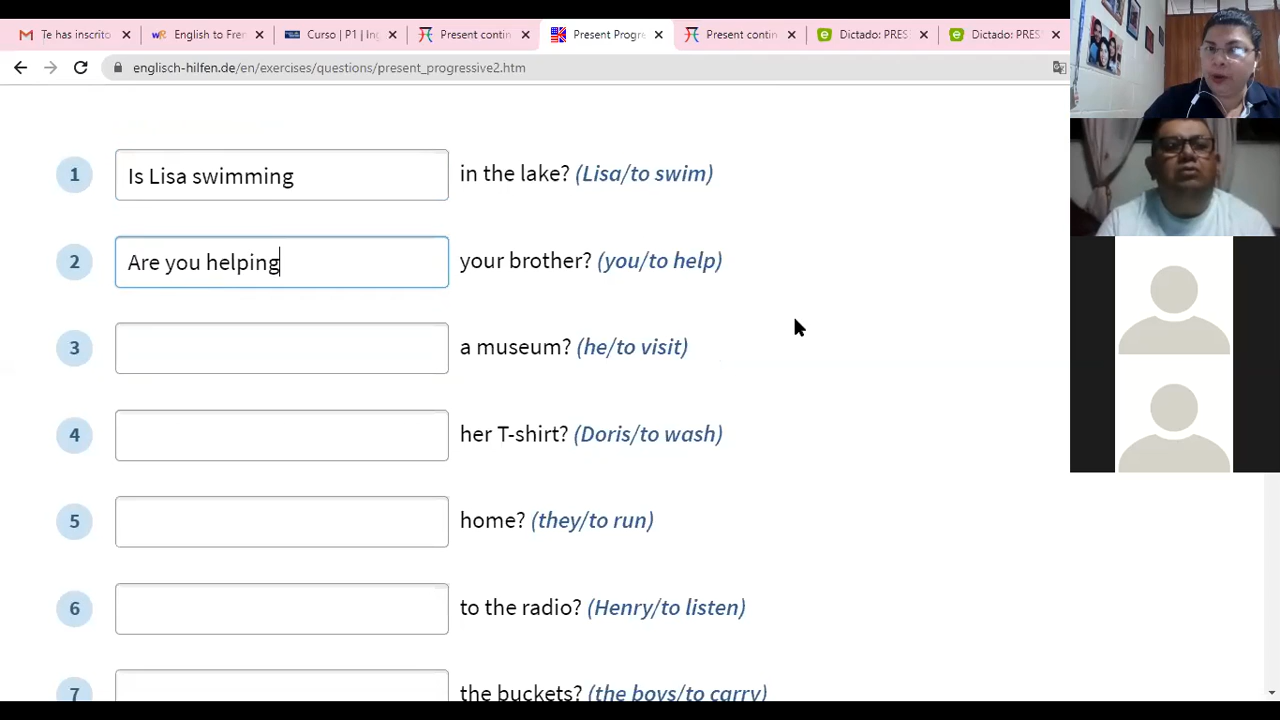 Te has inscrito
English to Fren
Curso | P1 | Ing
Present contin
Present Progre
Present contin
Dictado: PRES
Dictado: PRES
englisch-hilfen.de/en/exercises/questions/present_progressive2.htm
1 Is Lisa swimming in the lake? (Lisa/to swim)
2 Are you helping your brother? (you/to help)
3 a museum? (he/to visit)
4 her T-shirt? (Doris/to wash)
5 home? (they/to run)
6 to the radio? (Henry/to listen)
7 the buckets? (the boys/to carry)